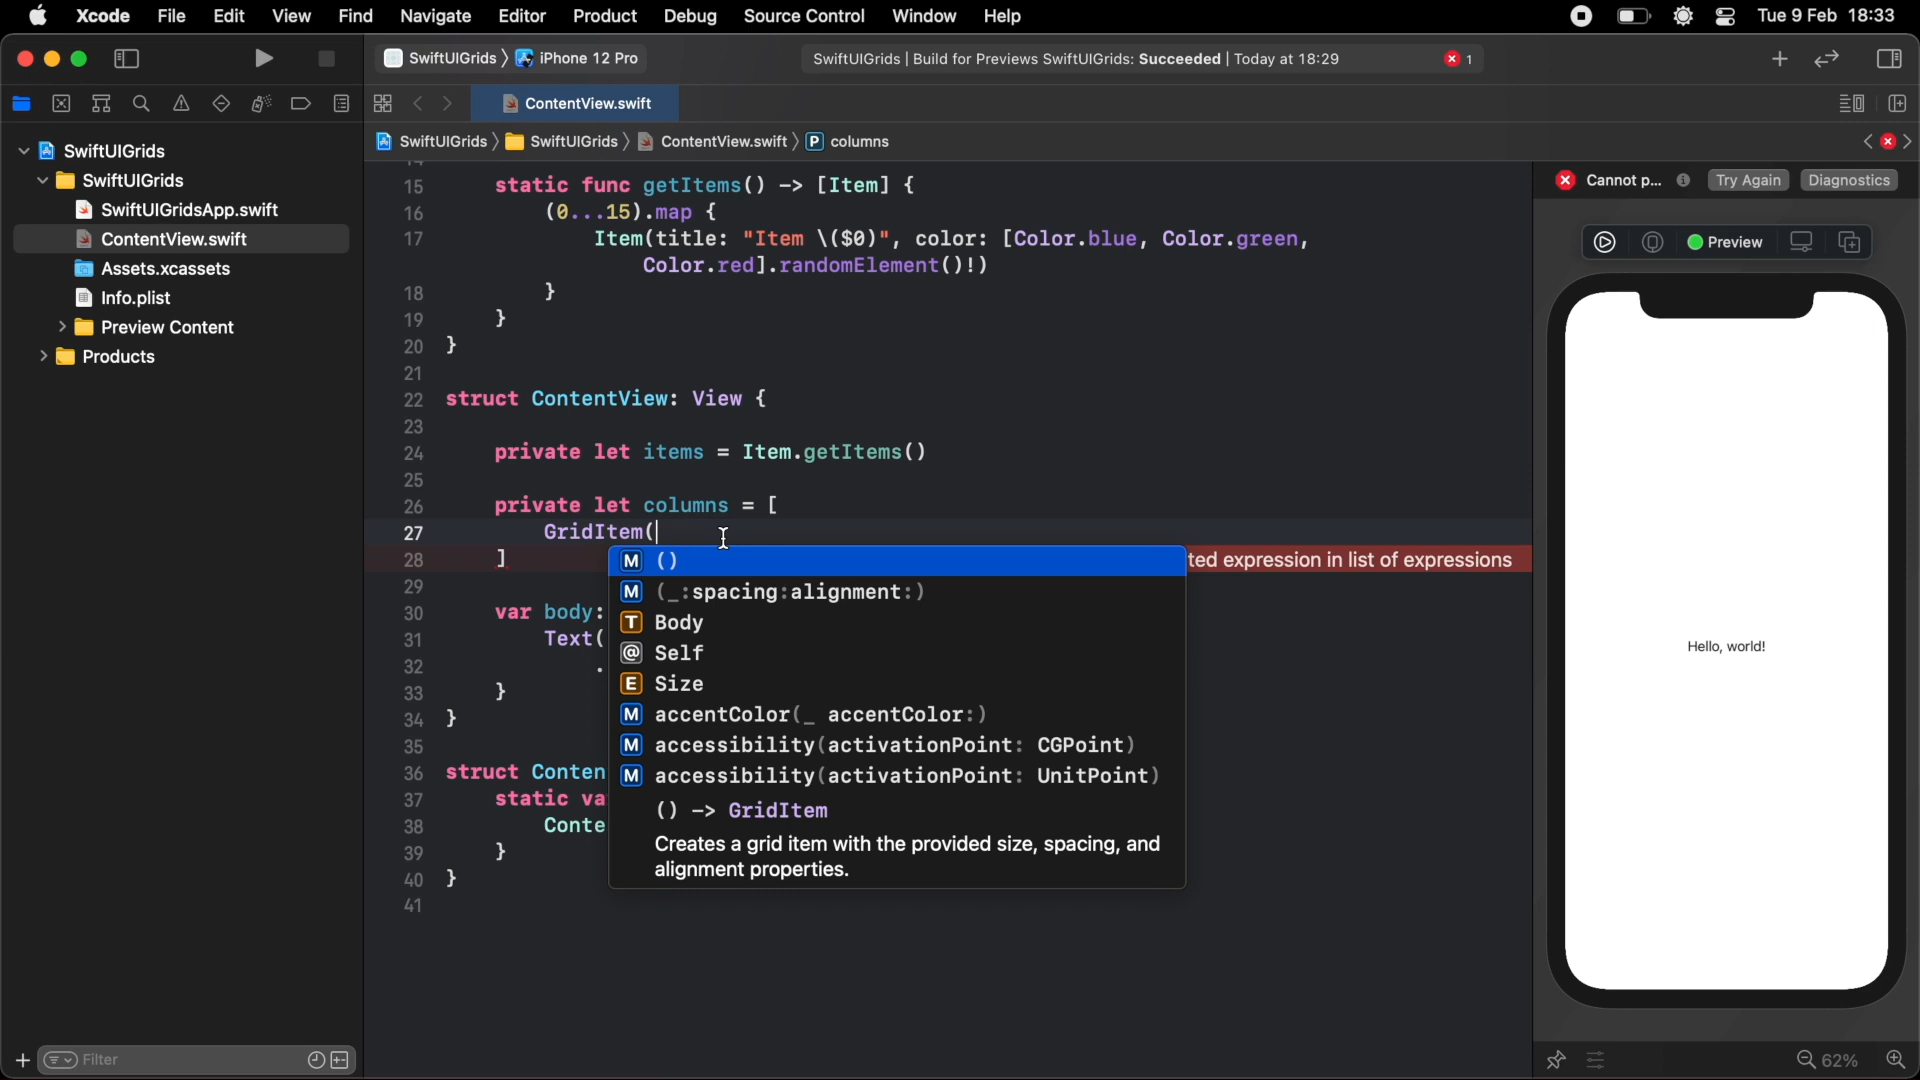 Xcode File Edit View Find Navigate Editor Product Debug Source Control Window Help Tue 9 Feb 18:33
SwiftUIGrids iPhone 12 Pro SwiftUIGrids | Build for Previews SwiftUIGrids: Succeeded | Today at 18:29 1
ContentView.swift
SwiftUIGrids SwiftUIGrids ContentView.swift P columns
SwiftUIGrids
SwiftUIGrids
SwiftUIGridsApp.swift
ContentView.swift
Assets.xcassets
Info.plist
Preview Content
Products
Filter
14
15 static func getItems() -> [Item] {
16 (0...15).map {
17 Item(title: "Item \($0)", color: [Color.blue, Color.green,
Color.red].randomElement()!)
18 }
19 }
20 }
21
22 struct ContentView: View {
23
24 private let items = Item.getItems()
25
26 private let columns = [
27 GridItem(
28 ] ted expression in list of expressions
29
30 var body:
31 Text(
32 .
33 }
34 }
35
36 struct Conten
37 static va
38 Conte
39 }
40 }
41
M ()
M (_:spacing:alignment:)
T Body
@ Self
E Size
M accentColor(_ accentColor:)
M accessibility(activationPoint: CGPoint)
M accessibility(activationPoint: UnitPoint)
() -> GridItem
Creates a grid item with the provided size, spacing, and
alignment properties.
Cannot p... Try Again Diagnostics
Preview
Hello, world!
62%